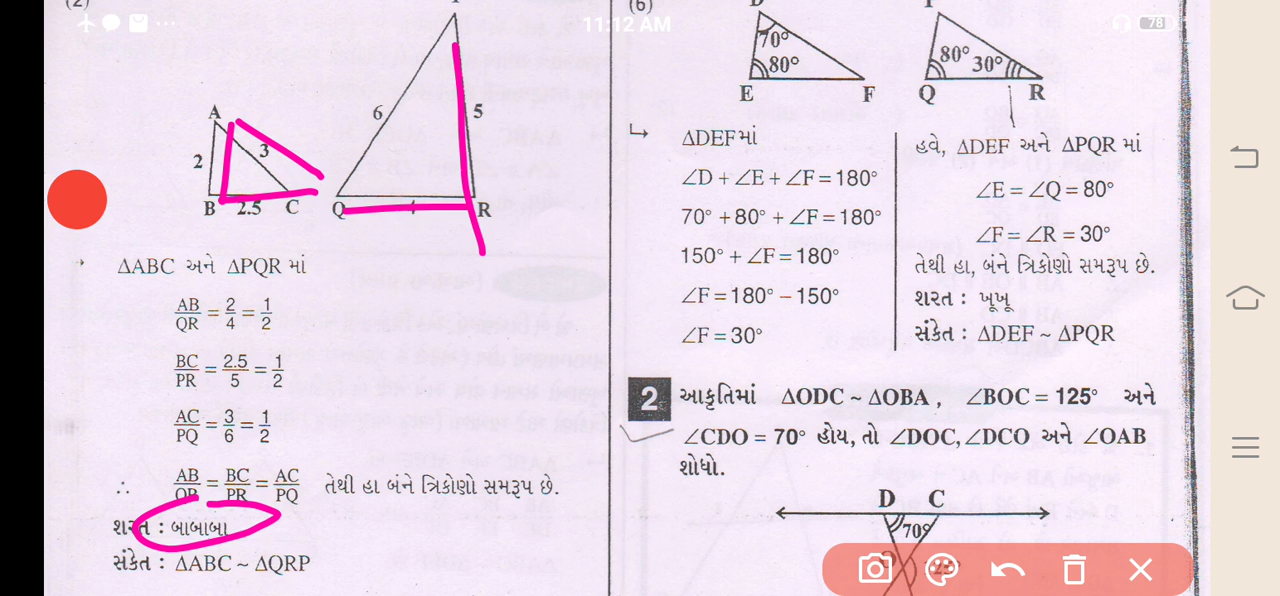 (2)
11:12 AM
78
A
2
3
B
2.5
C
6
5
Q
R
ΔABC અને ΔPQR માં
AB/QR = 2/4 = 1/2
BC/PR = 2.5/5 = 1/2
AC/PQ = 3/6 = 1/2
∴ AB/QR = BC/PR = AC/PQ તેથી હા બંને ત્રિકોણો સમરૂપ છે.
શરત : બાબાબા
સંકેત : ΔABC ~ ΔQRP
(6)
D
70°
80°
E
F
P
80°
30°
Q
R
ΔDEFમાં
∠D + ∠E + ∠F = 180°
70° + 80° + ∠F = 180°
150° + ∠F = 180°
∠F = 180° – 150°
∠F = 30°
હવે, ΔDEF અને ΔPQR માં
∠E = ∠Q = 80°
∠F = ∠R = 30°
તેથી હા, બંને ત્રિકોણો સમરૂપ છે.
શરત : ખૂખૂ
સંકેત : ΔDEF ~ ΔPQR
2
આકૃતિમાં ΔODC ~ ΔOBA ∠BOC = 125° અને
∠CDO = 70° હોય, તો ∠DOC, ∠DCO અને ∠OAB
શોધો.
D C
70°